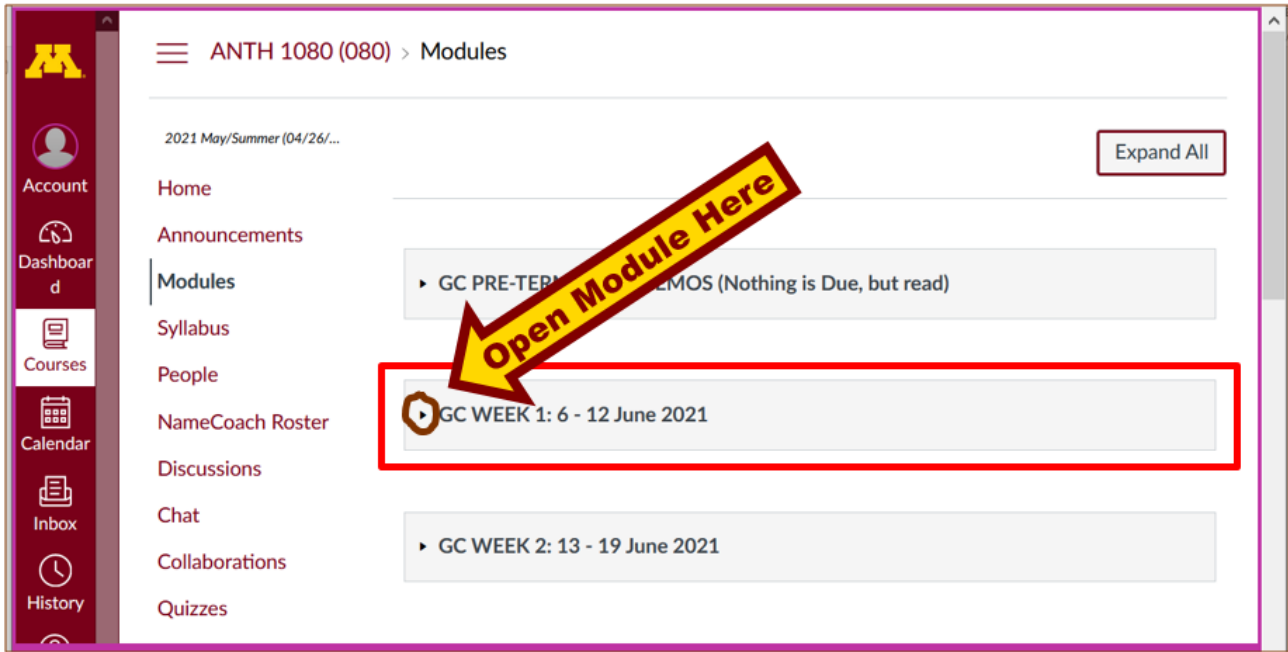 M
ANTH 1080 (080) > Modules
Account
Dashboar
d
Courses
Calendar
Inbox
History
2021 May/Summer (04/26/...
Home
Announcements
Modules
Syllabus
People
NameCoach Roster
Discussions
Chat
Collaborations
Quizzes
Expand All
Open Module Here
GC PRE-TER EMOS (Nothing is Due, but read)
GC WEEK 1: 6 - 12 June 2021
GC WEEK 2: 13 - 19 June 2021